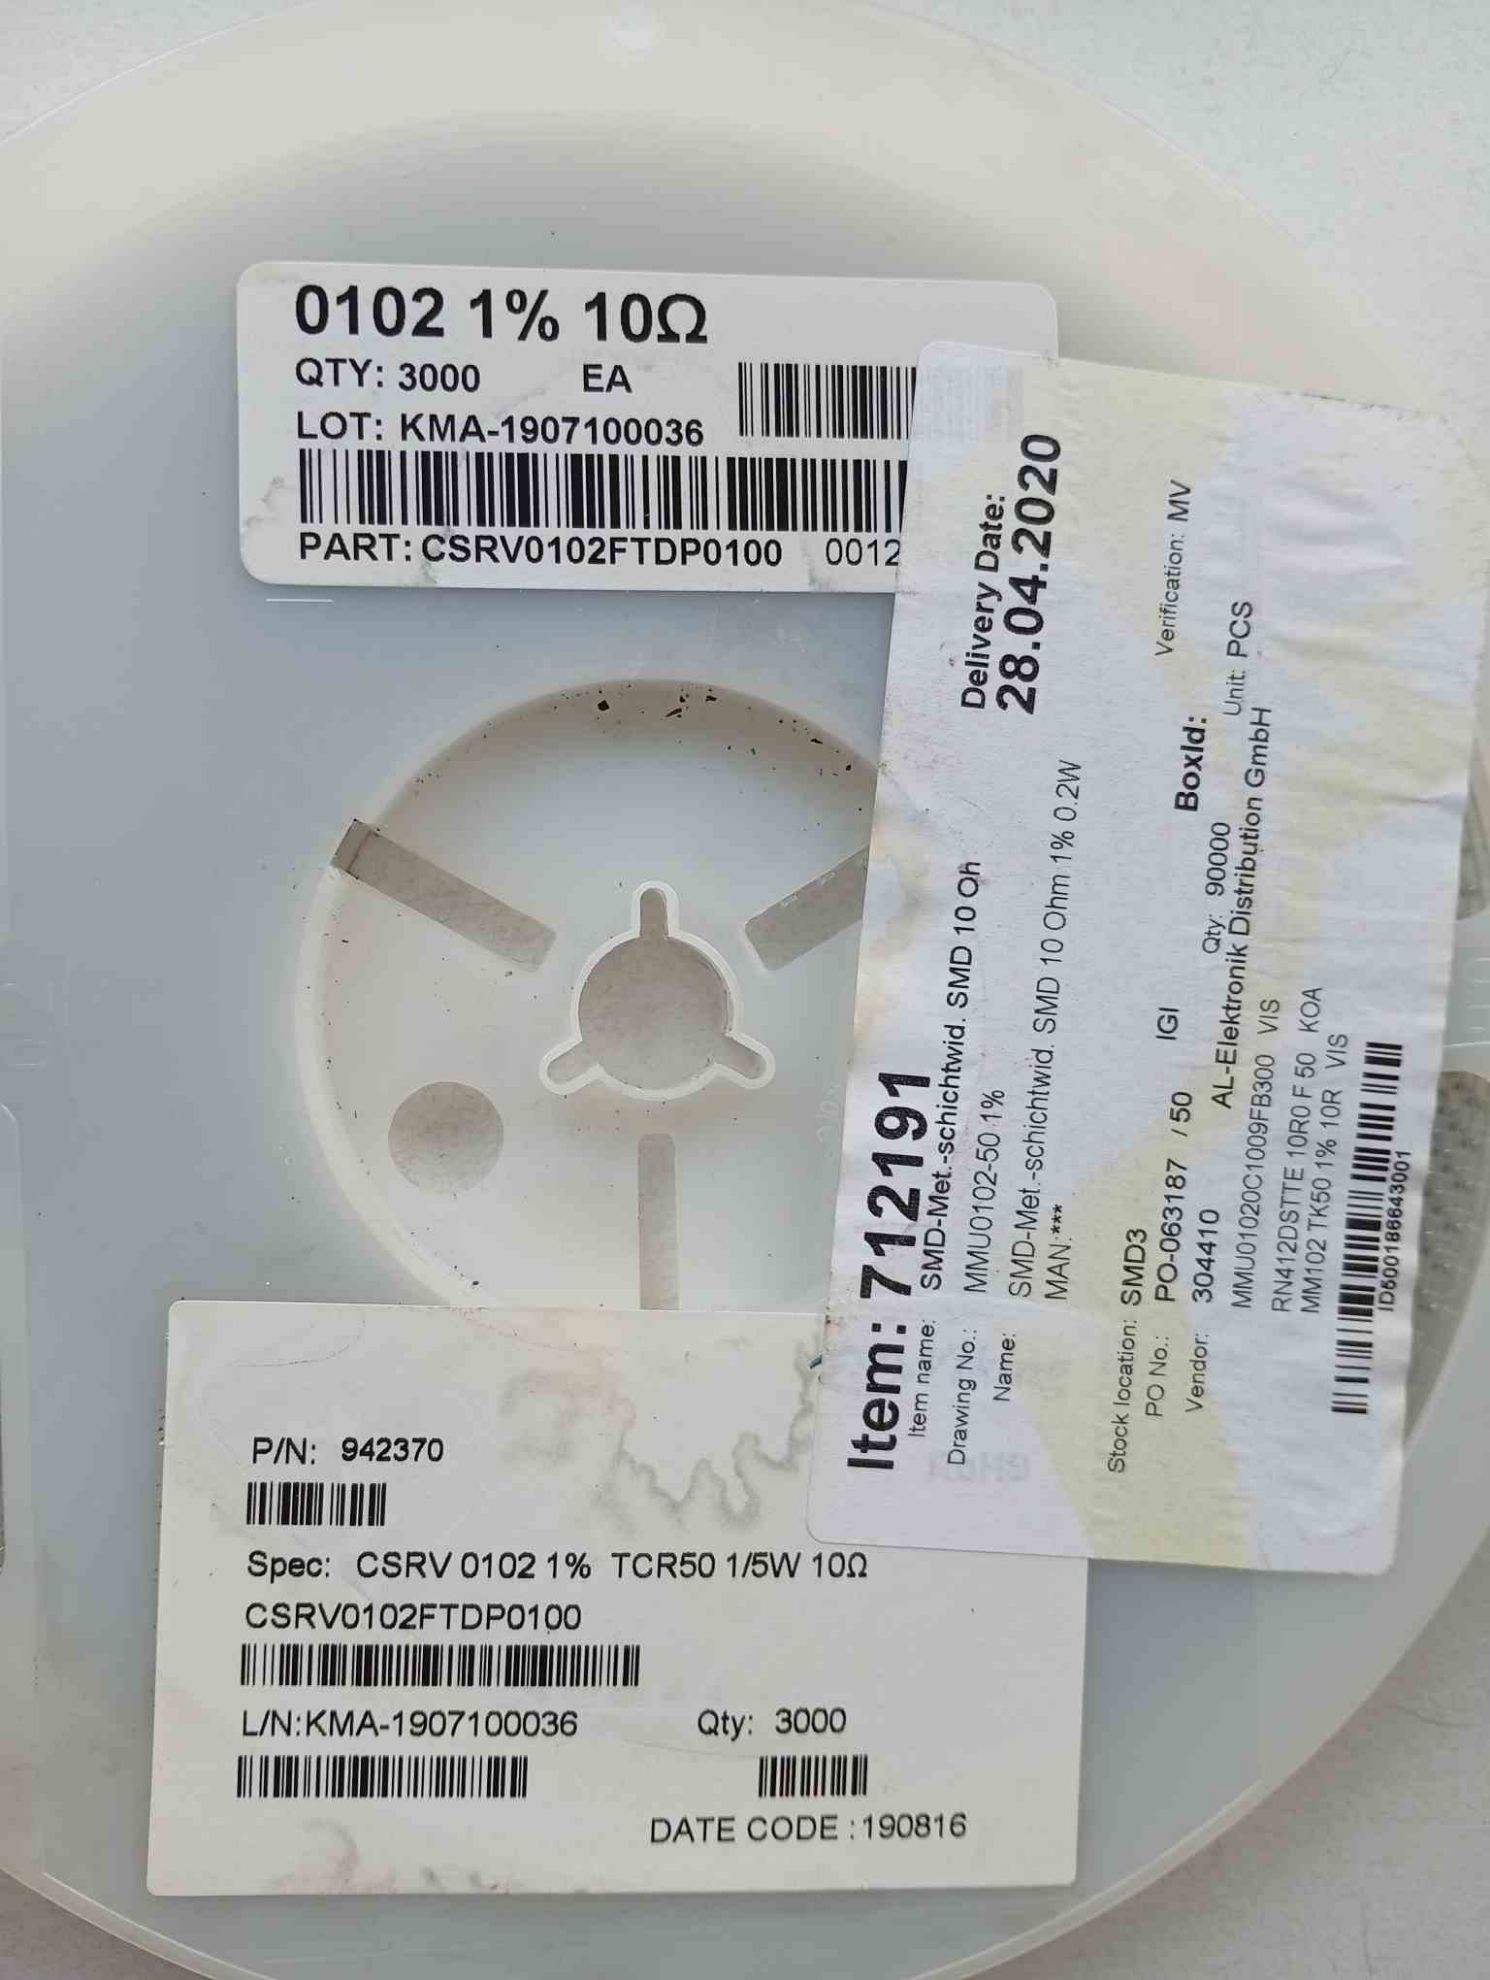 0102 1% 10Ω
QTY: 3000 EA
LOT: KMA-1907100036
PART: CSRV0102FTDP0100 0012
Item: 712191
Delivery Date:
28.04.2020
Item name: SMD-Met.-schichtwid. SMD 10 Oh
Drawing No.: MMU0102-50 1%
Name: SMD-Met.-schichtwid. SMD 10 Ohm 1% 0.2W
MAN:***
Stock location: SMD3
PO No.: PO-063187 / 50 IGI Verification: MV
BoxId:
Vendor: 304410 Qty: 90000 Unit: PCS
AL-Elektronik Distribution GmbH
MMU01020C1009FB300 VIS
RN412DSTTE 10R0 F 50 KOA
MM102 TK50 1% 10R VIS
ID600186643001
P/N: 942370
Spec: CSRV 0102 1% TCR50 1/5W 10Ω
CSRV0102FTDP0100
L/N:KMA-1907100036 Qty: 3000
DATE CODE : 190816